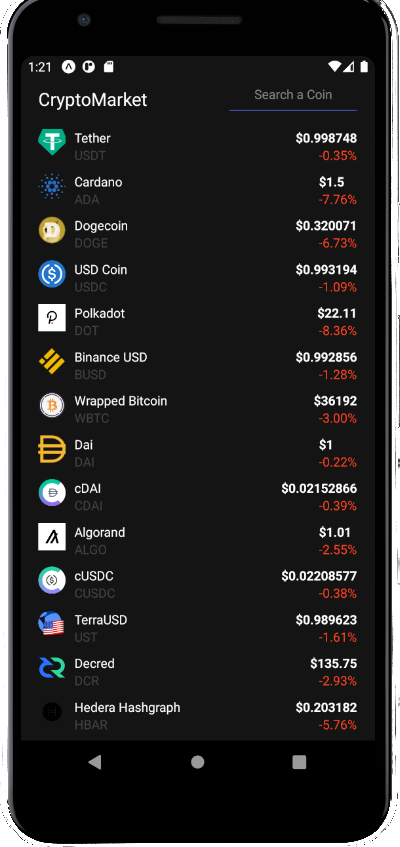 1:21
CryptoMarket
Search a Coin
Tether $0.998748
USDT -0.35%
Cardano $1.5
ADA -7.76%
Dogecoin $0.320071
DOGE -6.73%
USD Coin $0.993194
USDC -1.09%
Polkadot $22.11
DOT -8.36%
Binance USD $0.992856
BUSD -1.28%
Wrapped Bitcoin $36192
WBTC -3.00%
Dai $1
DAI -0.22%
cDAI $0.02152866
CDAI -0.39%
Algorand $1.01
ALGO -2.55%
cUSDC $0.02208577
CUSDC -0.38%
TerraUSD $0.989623
UST -1.61%
Decred $135.75
DCR -2.93%
Hedera Hashgraph $0.203182
HBAR -5.76%